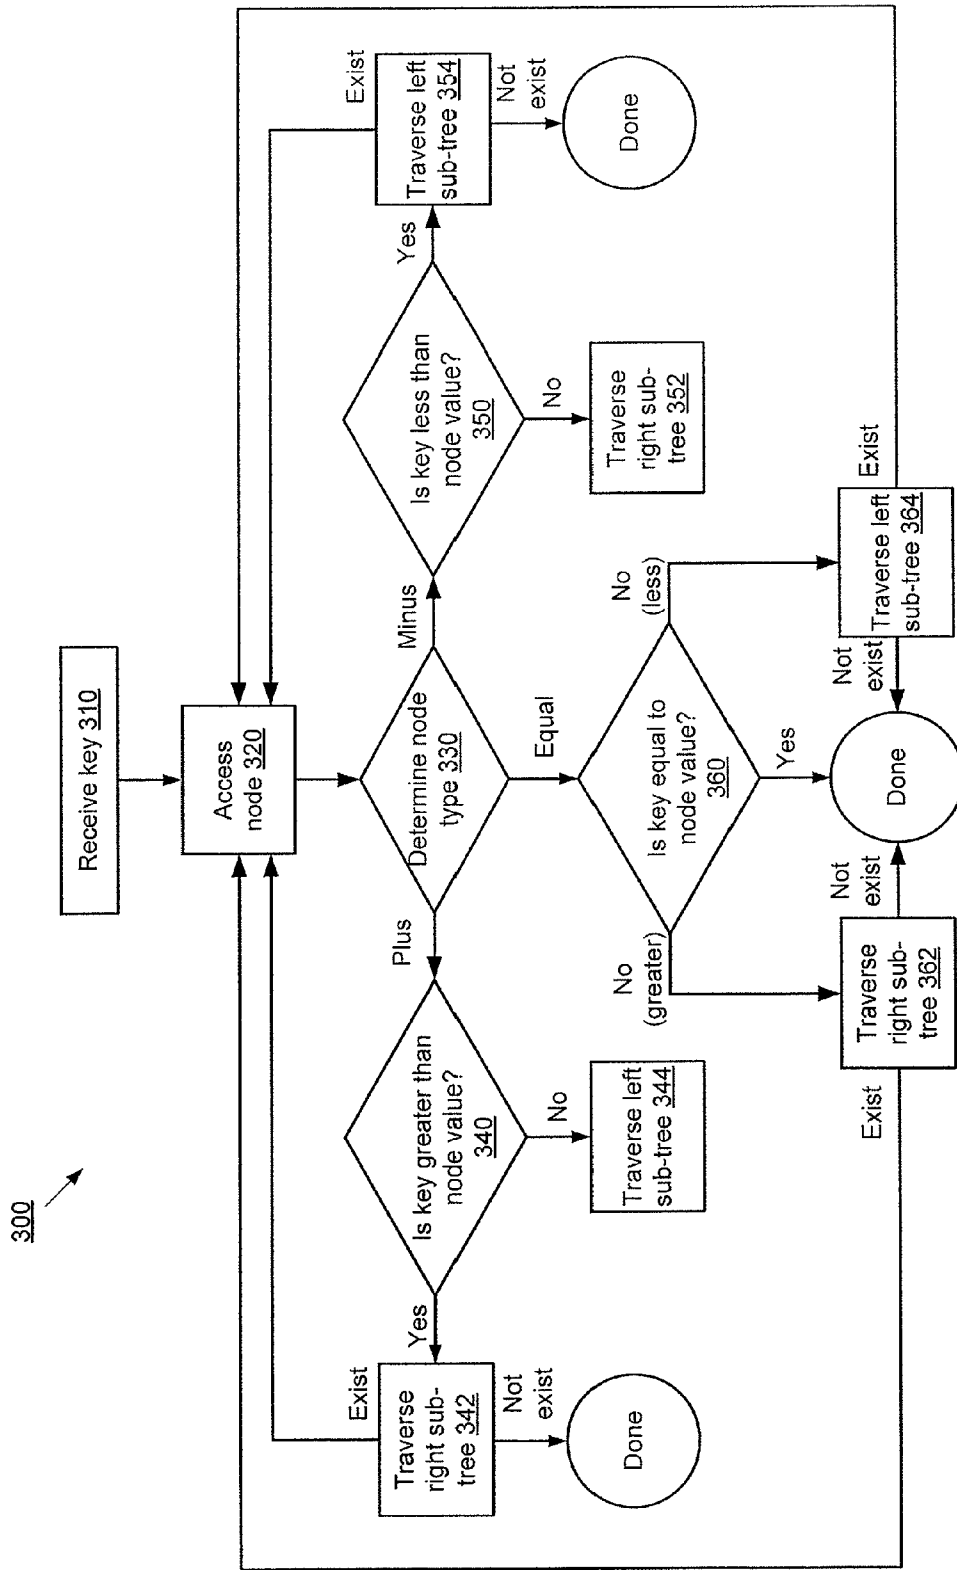 300
Receive key 310
Access
node 320
Determine node
type 330
Plus
Minus
Equal
Is key greater than
node value?
340
Yes
No
Traverse
right sub-
tree 342
Exist
Not
exist
Done
Traverse left
sub-tree 344
Is key less than
node value?
350
Yes
No
Traverse left
sub-tree 354
Exist
Not
exist
Done
Traverse
right sub-
tree 352
Is key equal to
node value?
360
No
(greater)
No
(less)
Yes
Traverse
right sub-
tree 362
Exist
Not
exist
Done
Traverse left
sub-tree 364
Not
exist
Exist